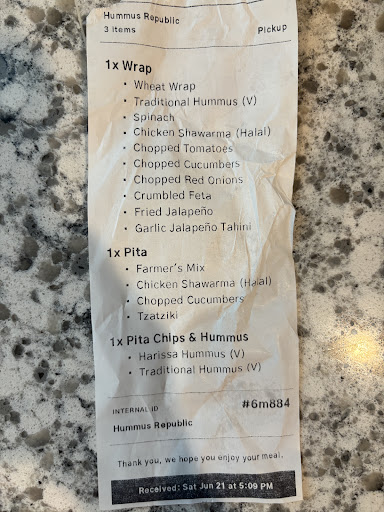 Hummus Republic
3 Items Pickup
1x Wrap
• Wheat Wrap
• Traditional Hummus (V)
• Spinach
• Chicken Shawarma (Halal)
• Chopped Tomatoes
• Chopped Cucumbers
• Chopped Red Onions
• Crumbled Feta
• Fried Jalapeño
• Garlic Jalapeño Tahini
1x Pita
• Farmer's Mix
• Chicken Shawarma (Halal)
• Chopped Cucumbers
• Tzatziki
1x Pita Chips & Hummus
• Harissa Hummus (V)
• Traditional Hummus (V)
INTERNAL ID #6m884
Hummus Republic
Thank you, we hope you enjoy your meal.
Received: Sat Jun 21 at 5:09 PM